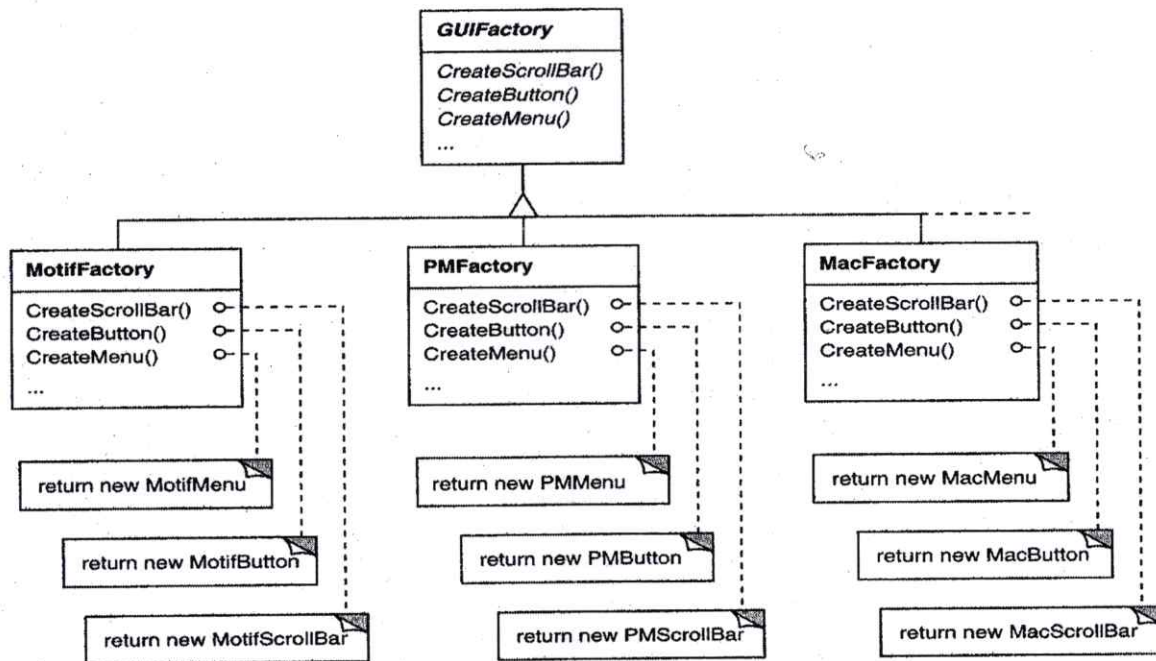 GUIFactory
CreateScrollBar()
CreateButton()
CreateMenu()
...
MotifFactory
CreateScrollBar()
CreateButton()
CreateMenu()
...
return new MotifMenu
return new MotifButton
return new MotifScrollBar
PMFactory
CreateScrollBar()
CreateButton()
CreateMenu()
...
return new PMMenu
return new PMButton
return new PMScrollBar
MacFactory
CreateScrollBar()
CreateButton()
CreateMenu()
...
return new MacMenu
return new MacButton
return new MacScrollBar